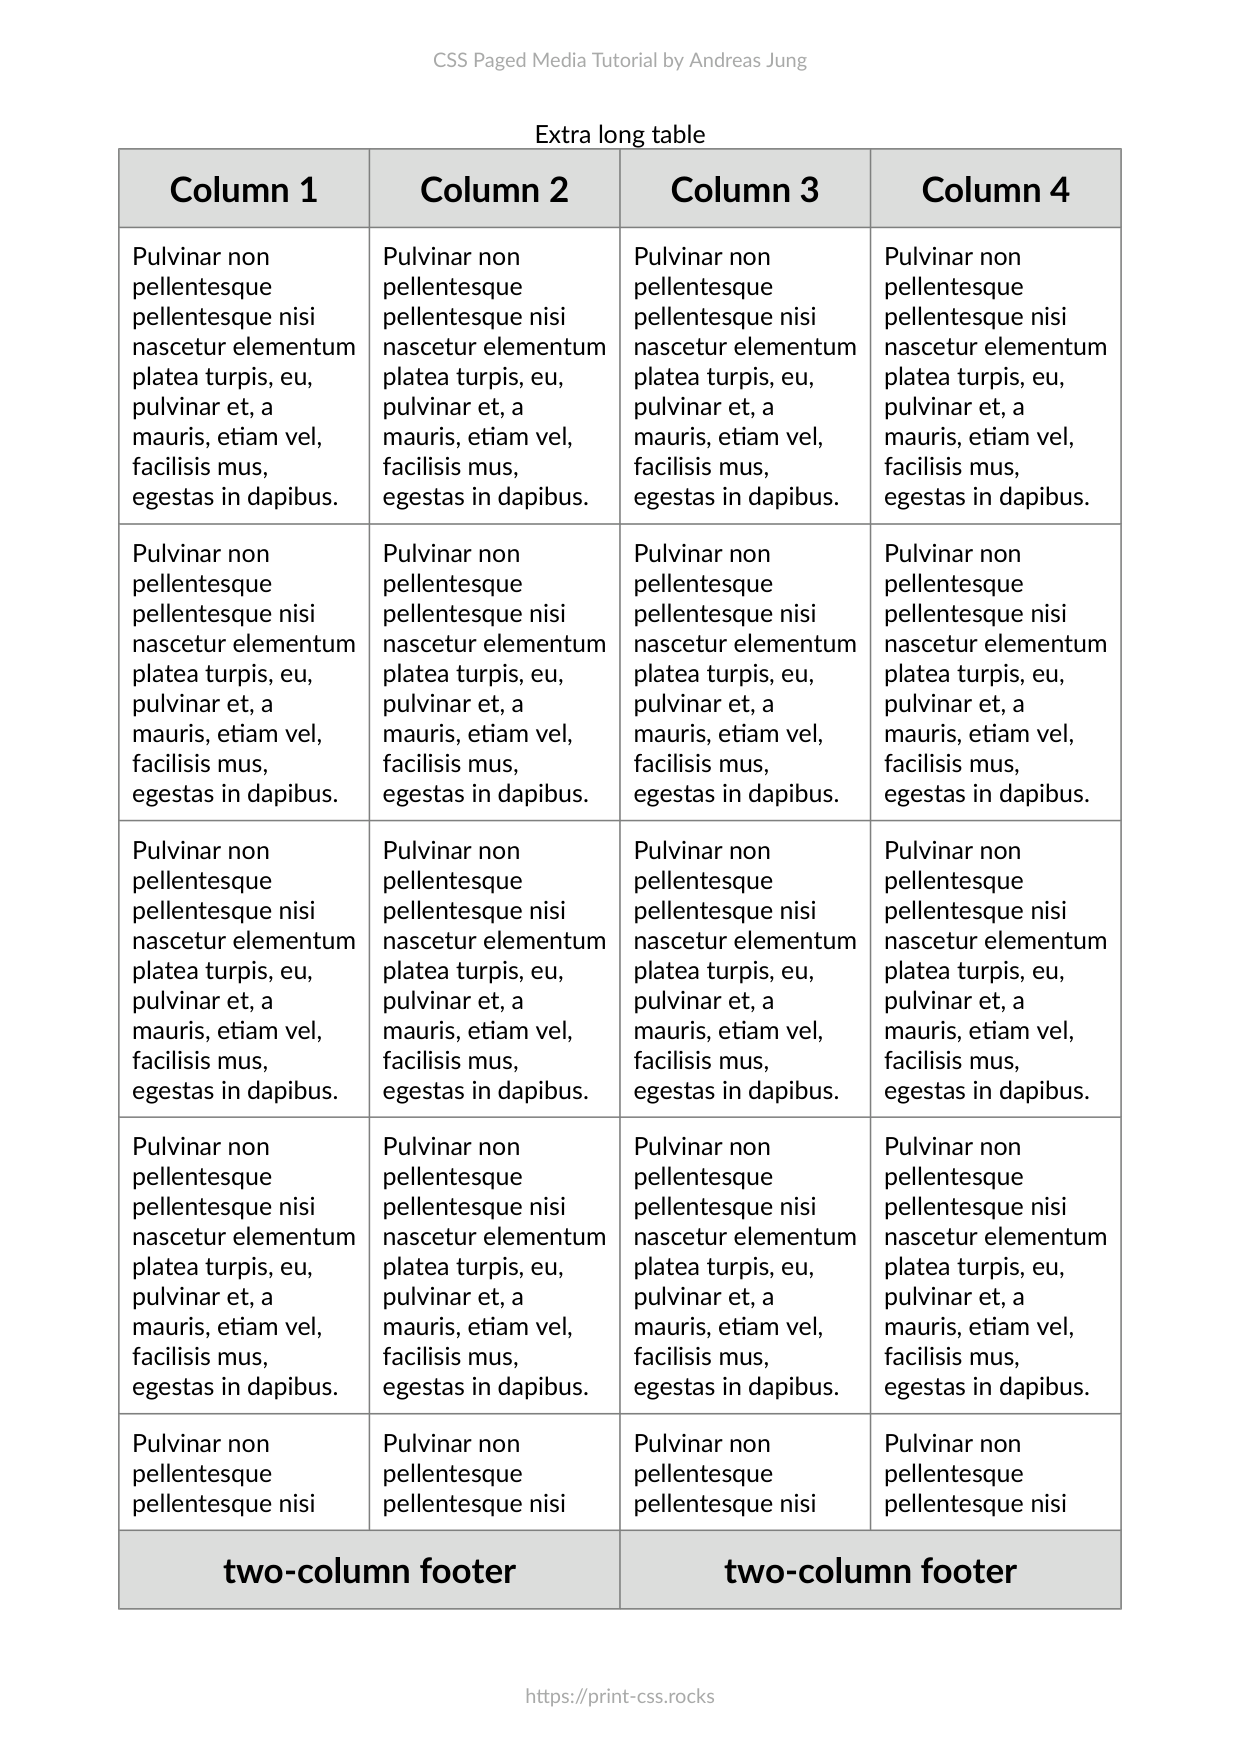 CSS Paged Media Tutorial by Andreas Jung
Extra long table
Column 1 Column 2 Column 3 Column 4
Pulvinar non Pulvinar non Pulvinar non Pulvinar non
pellentesque pellentesque pellentesque pellentesque
pellentesque nisi pellentesque nisi pellentesque nisi pellentesque nisi
nascetur elementum nascetur elementum nascetur elementum nascetur elementum
platea turpis, eu, platea turpis, eu, platea turpis, eu, platea turpis, eu,
pulvinar et, a pulvinar et, a pulvinar et, a pulvinar et, a
mauris, etiam vel, mauris, etiam vel, mauris, etiam vel, mauris, etiam vel,
facilisis mus, facilisis mus, facilisis mus, facilisis mus,
egestas in dapibus. egestas in dapibus. egestas in dapibus. egestas in dapibus.
Pulvinar non Pulvinar non Pulvinar non Pulvinar non
pellentesque pellentesque pellentesque pellentesque
pellentesque nisi pellentesque nisi pellentesque nisi pellentesque nisi
nascetur elementum nascetur elementum nascetur elementum nascetur elementum
platea turpis, eu, platea turpis, eu, platea turpis, eu, platea turpis, eu,
pulvinar et, a pulvinar et, a pulvinar et, a pulvinar et, a
mauris, etiam vel, mauris, etiam vel, mauris, etiam vel, mauris, etiam vel,
facilisis mus, facilisis mus, facilisis mus, facilisis mus,
egestas in dapibus. egestas in dapibus. egestas in dapibus. egestas in dapibus.
Pulvinar non Pulvinar non Pulvinar non Pulvinar non
pellentesque pellentesque pellentesque pellentesque
pellentesque nisi pellentesque nisi pellentesque nisi pellentesque nisi
nascetur elementum nascetur elementum nascetur elementum nascetur elementum
platea turpis, eu, platea turpis, eu, platea turpis, eu, platea turpis, eu,
pulvinar et, a pulvinar et, a pulvinar et, a pulvinar et, a
mauris, etiam vel, mauris, etiam vel, mauris, etiam vel, mauris, etiam vel,
facilisis mus, facilisis mus, facilisis mus, facilisis mus,
egestas in dapibus. egestas in dapibus. egestas in dapibus. egestas in dapibus.
Pulvinar non Pulvinar non Pulvinar non Pulvinar non
pellentesque pellentesque pellentesque pellentesque
pellentesque nisi pellentesque nisi pellentesque nisi pellentesque nisi
nascetur elementum nascetur elementum nascetur elementum nascetur elementum
platea turpis, eu, platea turpis, eu, platea turpis, eu, platea turpis, eu,
pulvinar et, a pulvinar et, a pulvinar et, a pulvinar et, a
mauris, etiam vel, mauris, etiam vel, mauris, etiam vel, mauris, etiam vel,
facilisis mus, facilisis mus, facilisis mus, facilisis mus,
egestas in dapibus. egestas in dapibus. egestas in dapibus. egestas in dapibus.
Pulvinar non Pulvinar non Pulvinar non Pulvinar non
pellentesque pellentesque pellentesque pellentesque
pellentesque nisi pellentesque nisi pellentesque nisi pellentesque nisi
two-column footer two-column footer
https://print-css.rocks